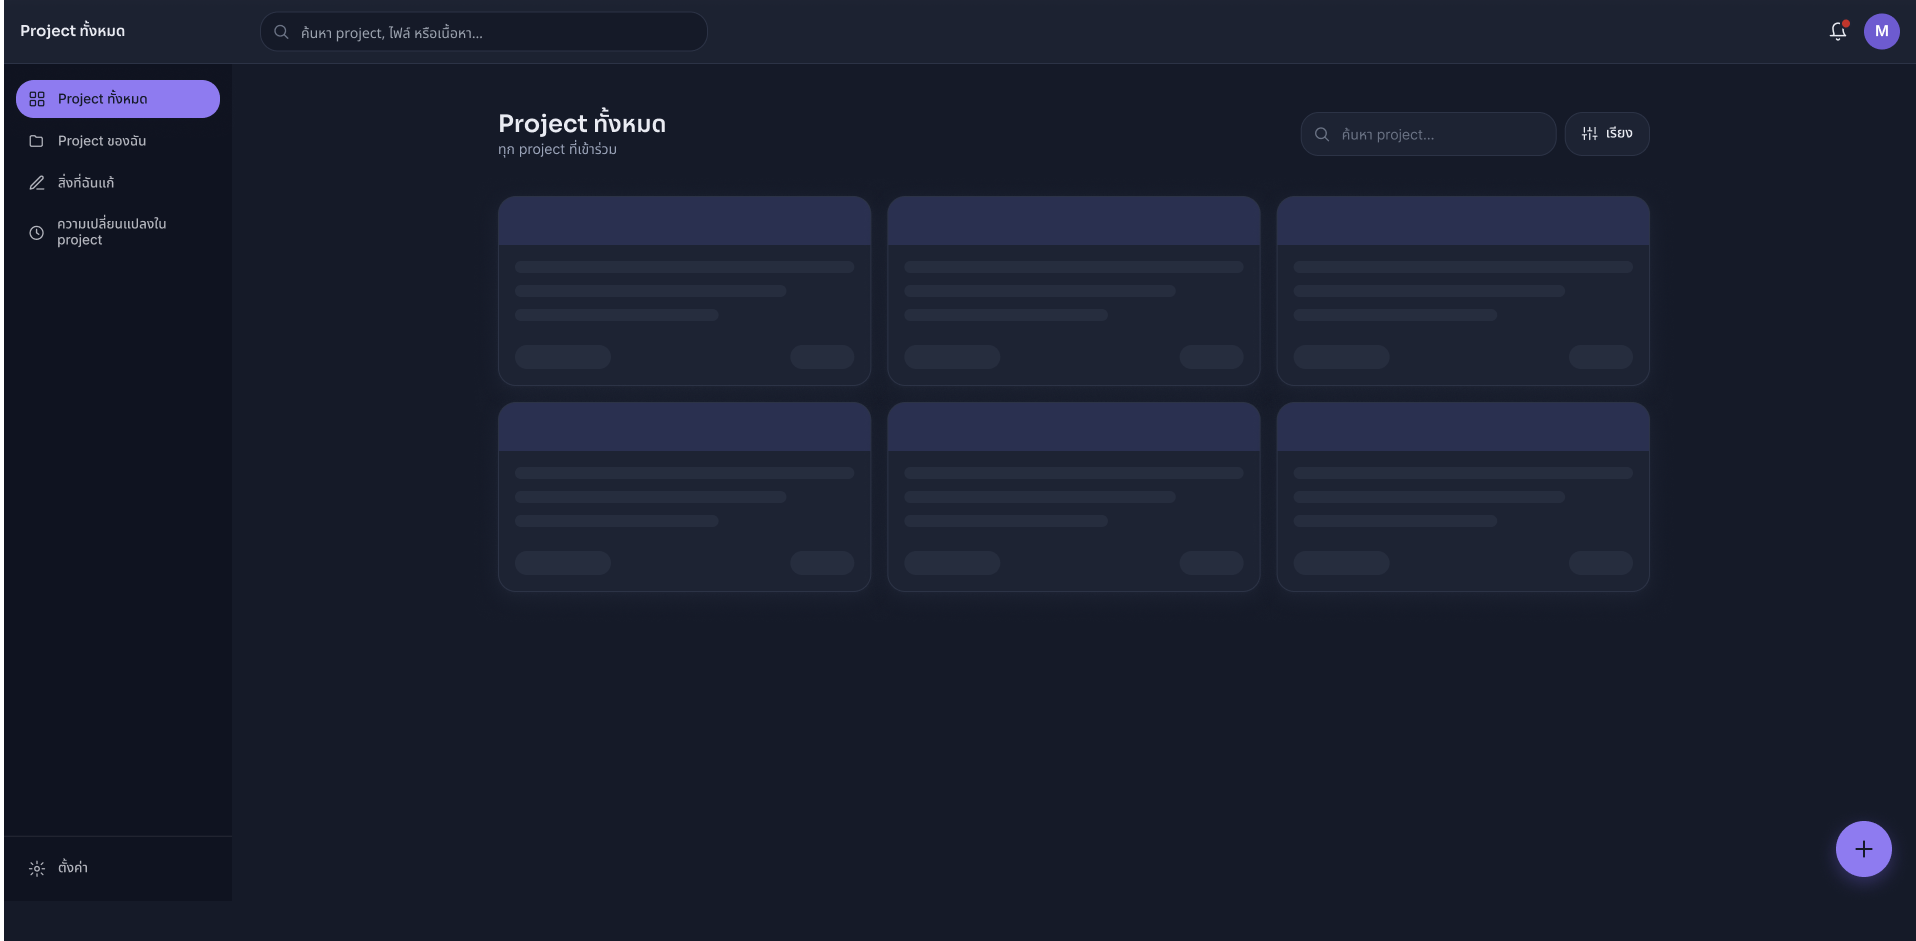 Project ทั้งหมด
ค้นหา project, ไฟล์ หรือเนื้อหา...
M
Project ทั้งหมด
Project ของฉัน
สิ่งที่ฉันแก้
ความเปลี่ยนแปลงใน
project
ตั้งค่า
Project ทั้งหมด
ทุก project ที่เข้าร่วม
ค้นหา project...
เรียง